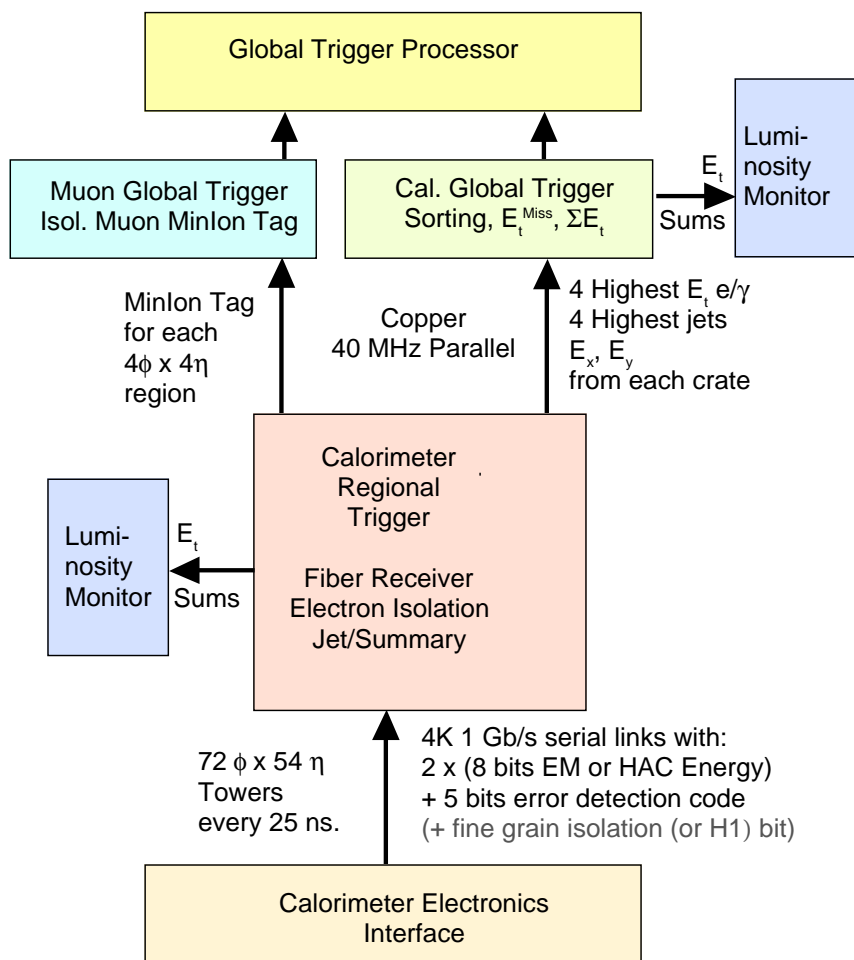 Global Trigger Processor
Muon Global Trigger
Isol. Muon MinIon Tag
Cal. Global Trigger
Sorting, E_t^Miss, ΣE_t
E_t
Sums
Lumi-
nosity
Monitor
MinIon Tag
for each
4ϕ x 4η
region
Copper
40 MHz Parallel
4 Highest E_t e/γ
4 Highest jets
E_x, E_y
from each crate
Calorimeter
Regional
Trigger
Fiber Receiver
Electron Isolation
Jet/Summary
E_t
Sums
Lumi-
nosity
Monitor
72 ϕ x 54 η
Towers
every 25 ns.
4K 1 Gb/s serial links with:
2 x (8 bits EM or HAC Energy)
+ 5 bits error detection code
(+ fine grain isolation (or H1) bit)
Calorimeter Electronics
Interface